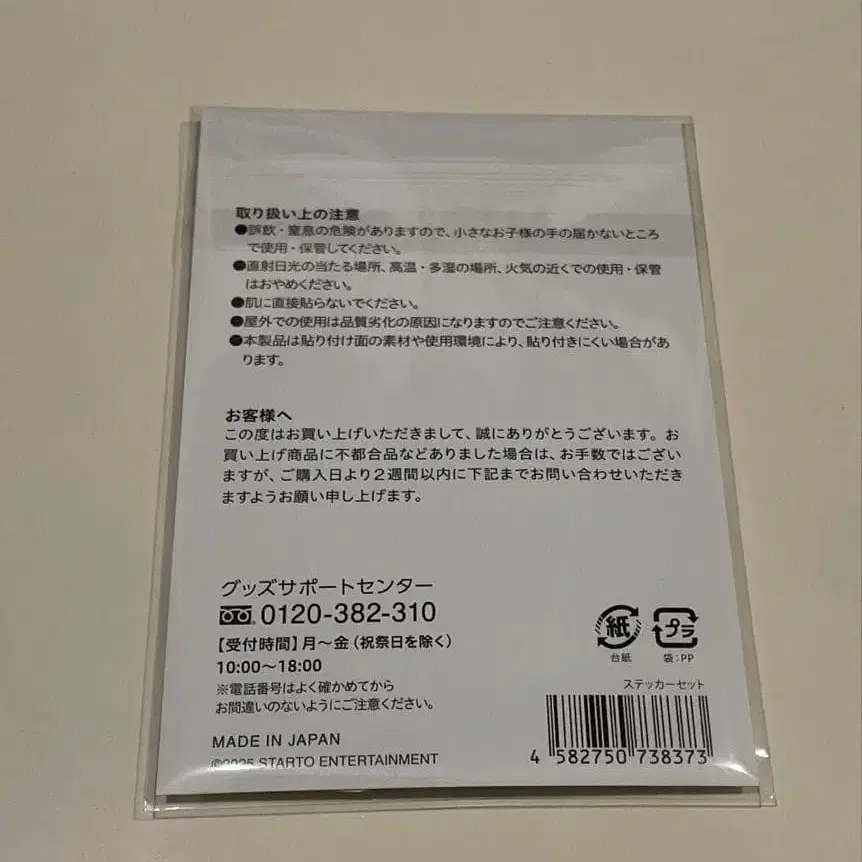 取り扱い上の注意
●誤飲・窒息の危険がありますので、小さなお子様の手の届かないところ
で使用・保管してください。
●直射日光の当たる場所、高温・多湿の場所、火気の近くでの使用・保管
はおやめください。
●肌に直接貼らないでください。
●屋外での使用は品質劣化の原因になりますのでご注意ください。
●本製品は貼り付け面の素材や使用環境により、貼り付きにくい場合があ
ります。
お客様へ
この度はお買い上げいただきまして、誠にありがとうございます。お
買い上げ商品に不都合品などありました場合は、お手数ではござい
ますが、ご購入日より2週間以内に下記までお問い合わせいただき
ますようお願い申し上げます。
グッズサポートセンター
0120-382-310
【受付時間】月〜金(祝祭日を除く)
10:00〜18:00
※電話番号はよく確かめてから
お間違いのないようにご注意ください。
MADE IN JAPAN
©2025 STARTO ENTERTAINMENT
紙
台紙
プラ
袋:PP
ステッカーセット
4 582750 738373